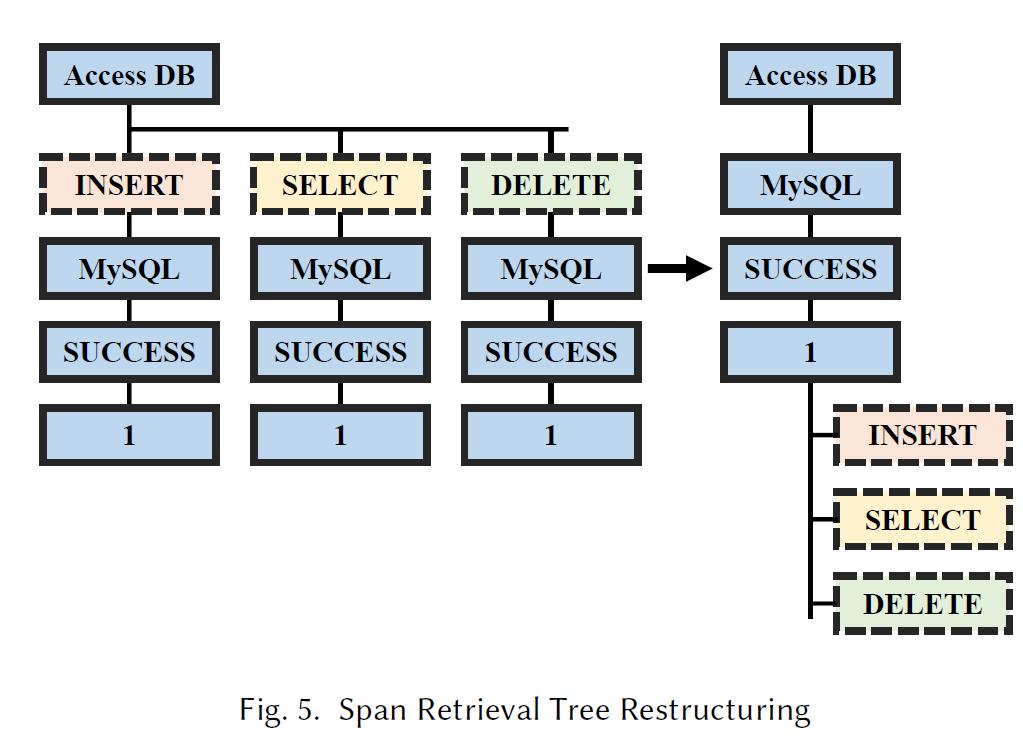 Access DB
Access DB
INSERT
SELECT
DELETE
MySQL
MySQL
MySQL
MySQL
SUCCESS
SUCCESS
SUCCESS
SUCCESS
1
1
1
1
INSERT
SELECT
DELETE
Fig. 5. Span Retrieval Tree Restructuring